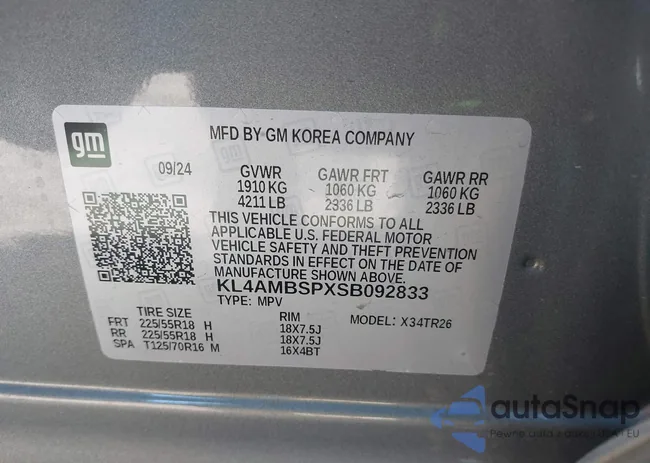 gm
MFD BY GM KOREA COMPANY
09/24
GVWR GAWR FRT GAWR RR
1910 KG 1060 KG 1060 KG
4211 LB 2936 LB 2336 LB
THIS VEHICLE CONFORMS TO ALL
APPLICABLE U.S. FEDERAL MOTOR
VEHICLE SAFETY AND THEFT PREVENTION
STANDARDS IN EFFECT ON THE DATE OF
MANUFACTURE SHOWN ABOVE.
KL4AMBSPXSB092833
TYPE: MPV
TIRE SIZE RIM MODEL: X34TR26
FRT 225/55R18 H 18X7.5J
RR 225/55R18 H 18X7.5J
SPA T125/70R16 M 16X4BT
autoSnap
Pewne auta z